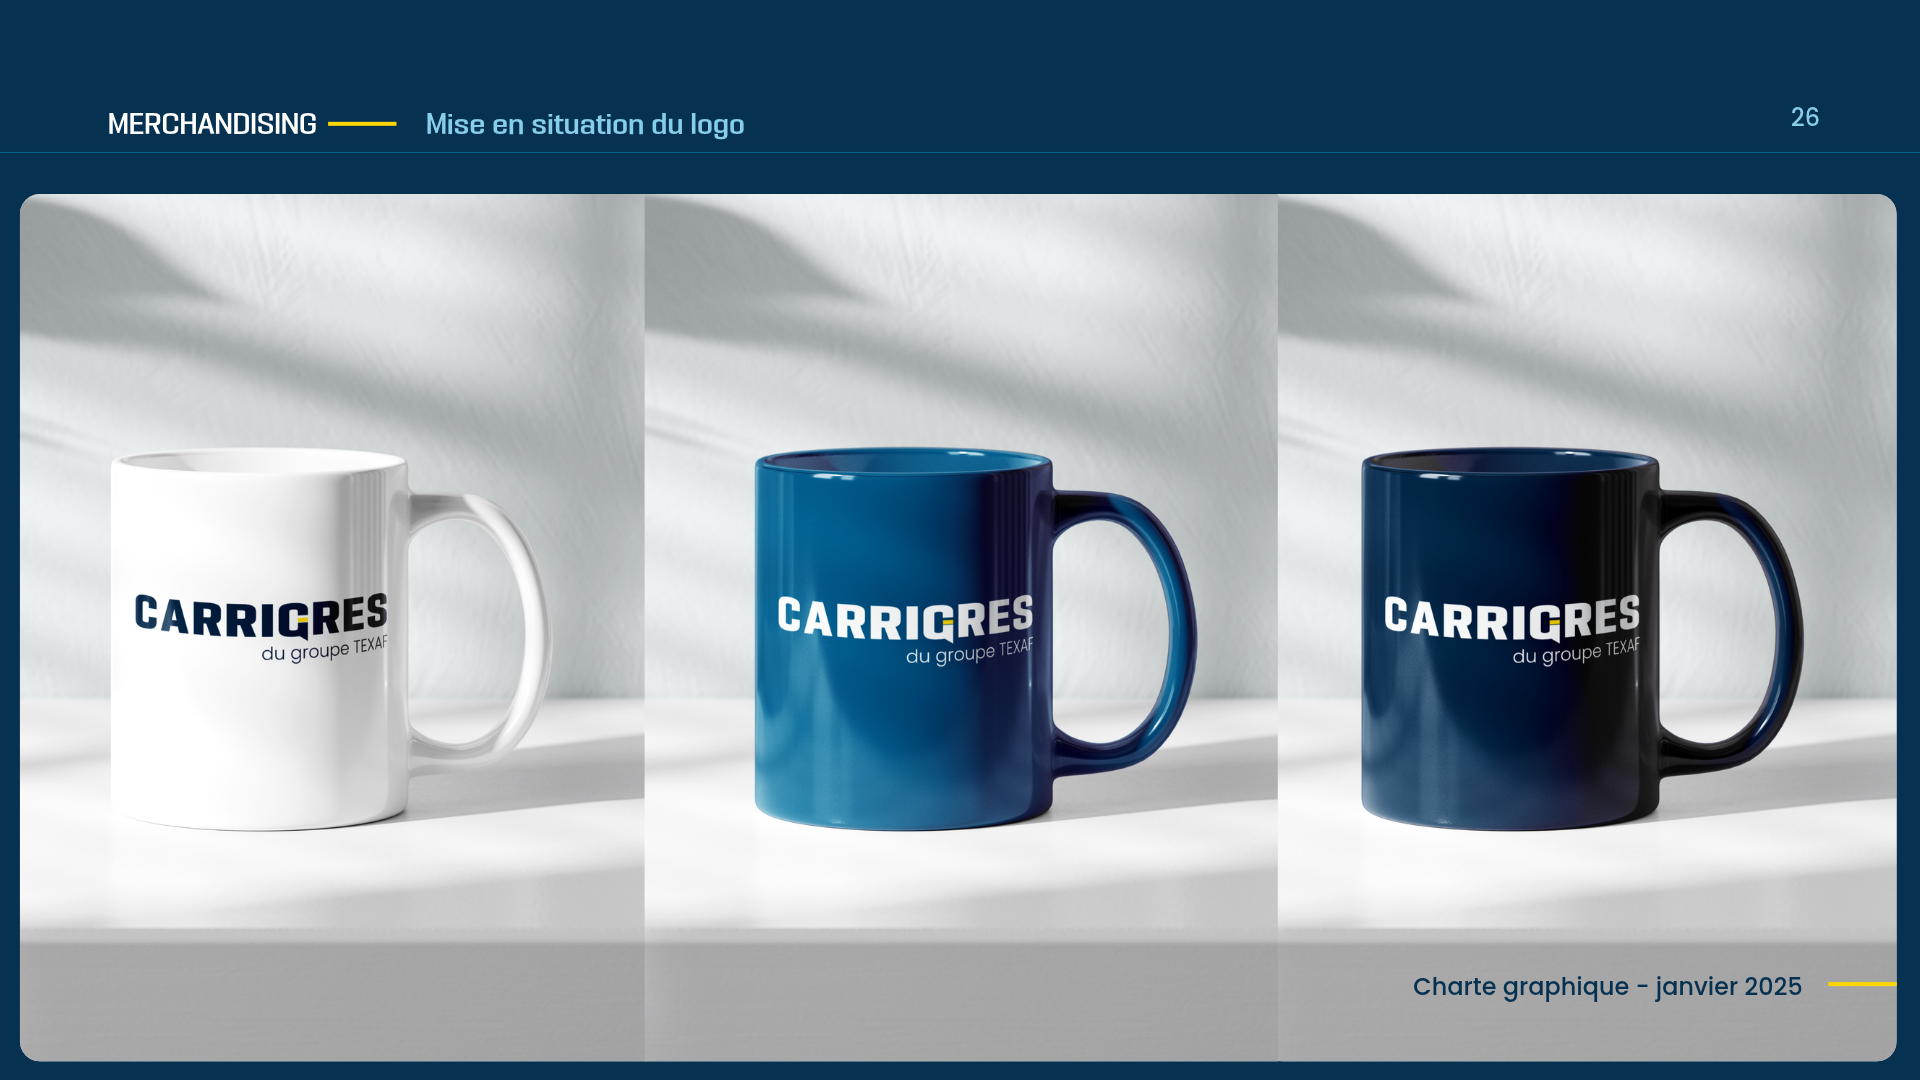 MERCHANDISING
Mise en situation du logo
26
CARRIGRES
du groupe TEXAF
CARRIGRES
du groupe TEXAF
CARRIGRES
du groupe TEXAF
Charte graphique - janvier 2025